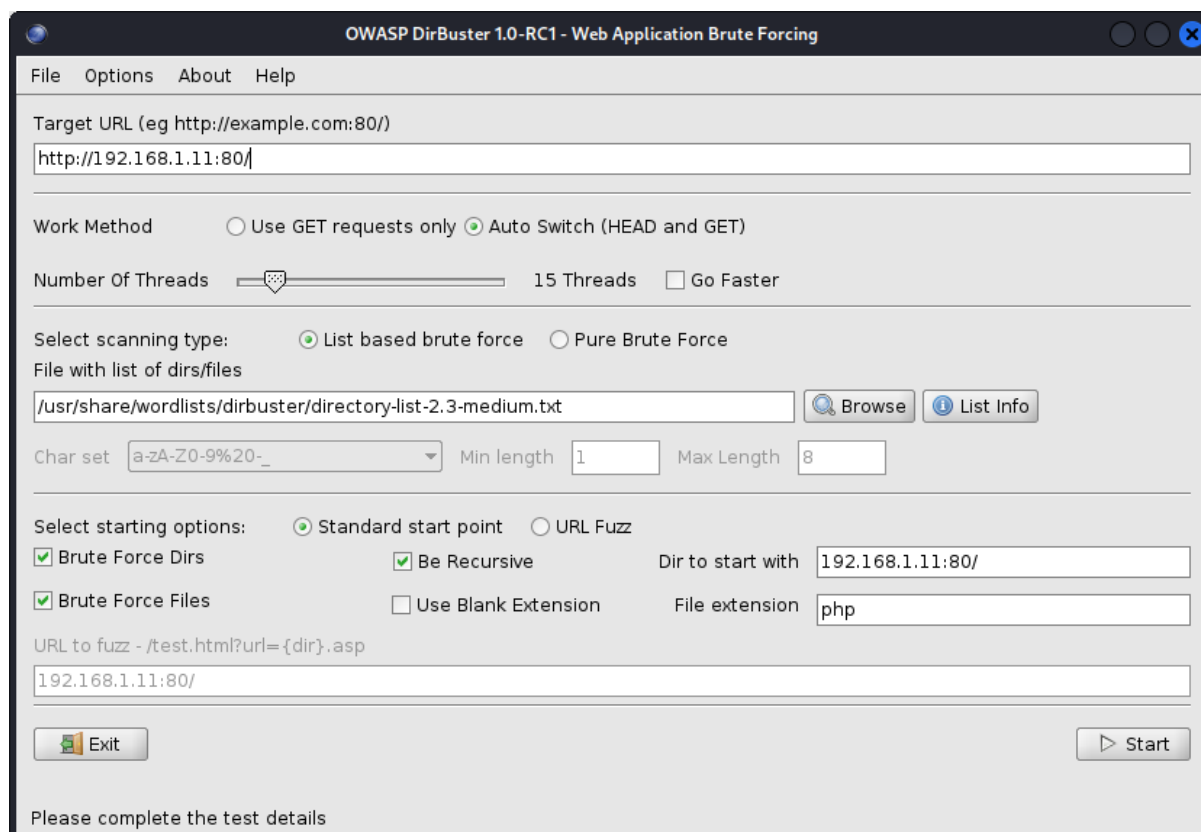 OWASP DirBuster 1.0-RC1 - Web Application Brute Forcing
File Options About Help
Target URL (eg http://example.com:80/)
http://192.168.1.11:80/
Work Method Use GET requests only Auto Switch (HEAD and GET)
Number Of Threads 15 Threads Go Faster
Select scanning type: List based brute force Pure Brute Force
File with list of dirs/files
/usr/share/wordlists/dirbuster/directory-list-2.3-medium.txt Browse List Info
Char set a-zA-Z0-9%20-_ Min length 1 Max Length 8
Select starting options: Standard start point URL Fuzz
Brute Force Dirs Be Recursive Dir to start with 192.168.1.11:80/
Brute Force Files Use Blank Extension File extension php
URL to fuzz - /test.html?url={dir}.asp
192.168.1.11:80/
Exit Start
Please complete the test details